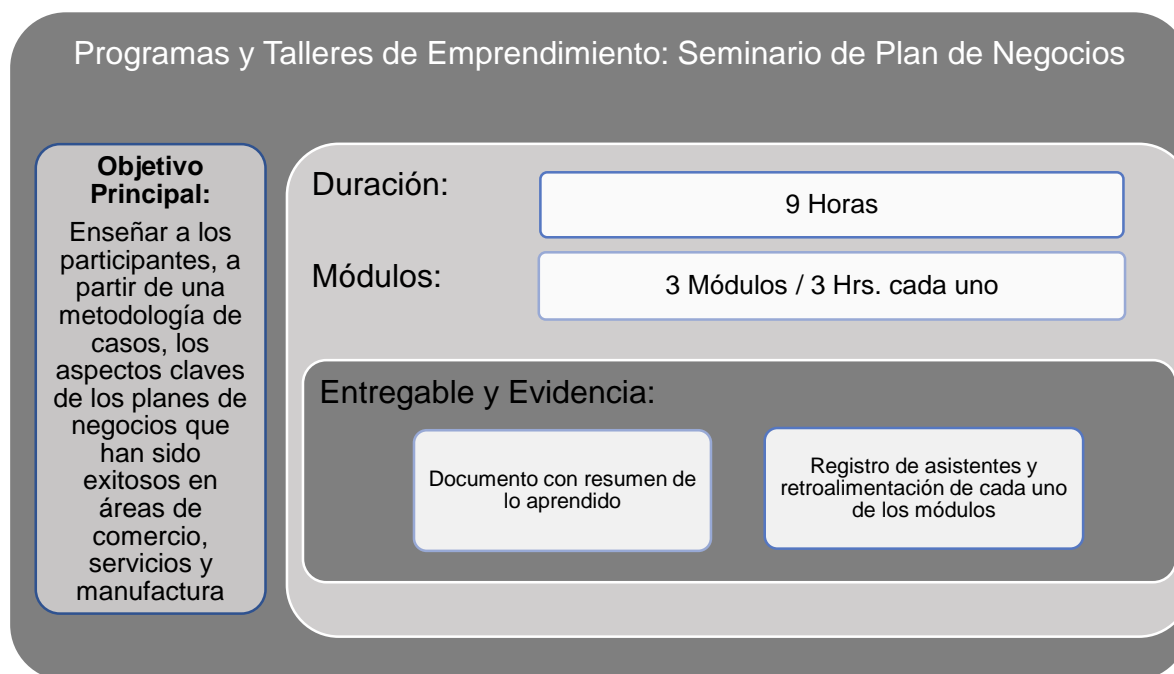 Programas y Talleres de Emprendimiento: Seminario de Plan de Negocios
Objetivo
Principal:
Enseñar a los
participantes, a
partir de una
metodología de
casos, los
aspectos claves
de los planes de
negocios que
han sido
exitosos en
áreas de
comercio,
servicios y
manufactura
Duración:
9 Horas
Módulos:
3 Módulos / 3 Hrs. cada uno
Entregable y Evidencia:
Documento con resumen de
lo aprendido
Registro de asistentes y
retroalimentación de cada uno
de los módulos